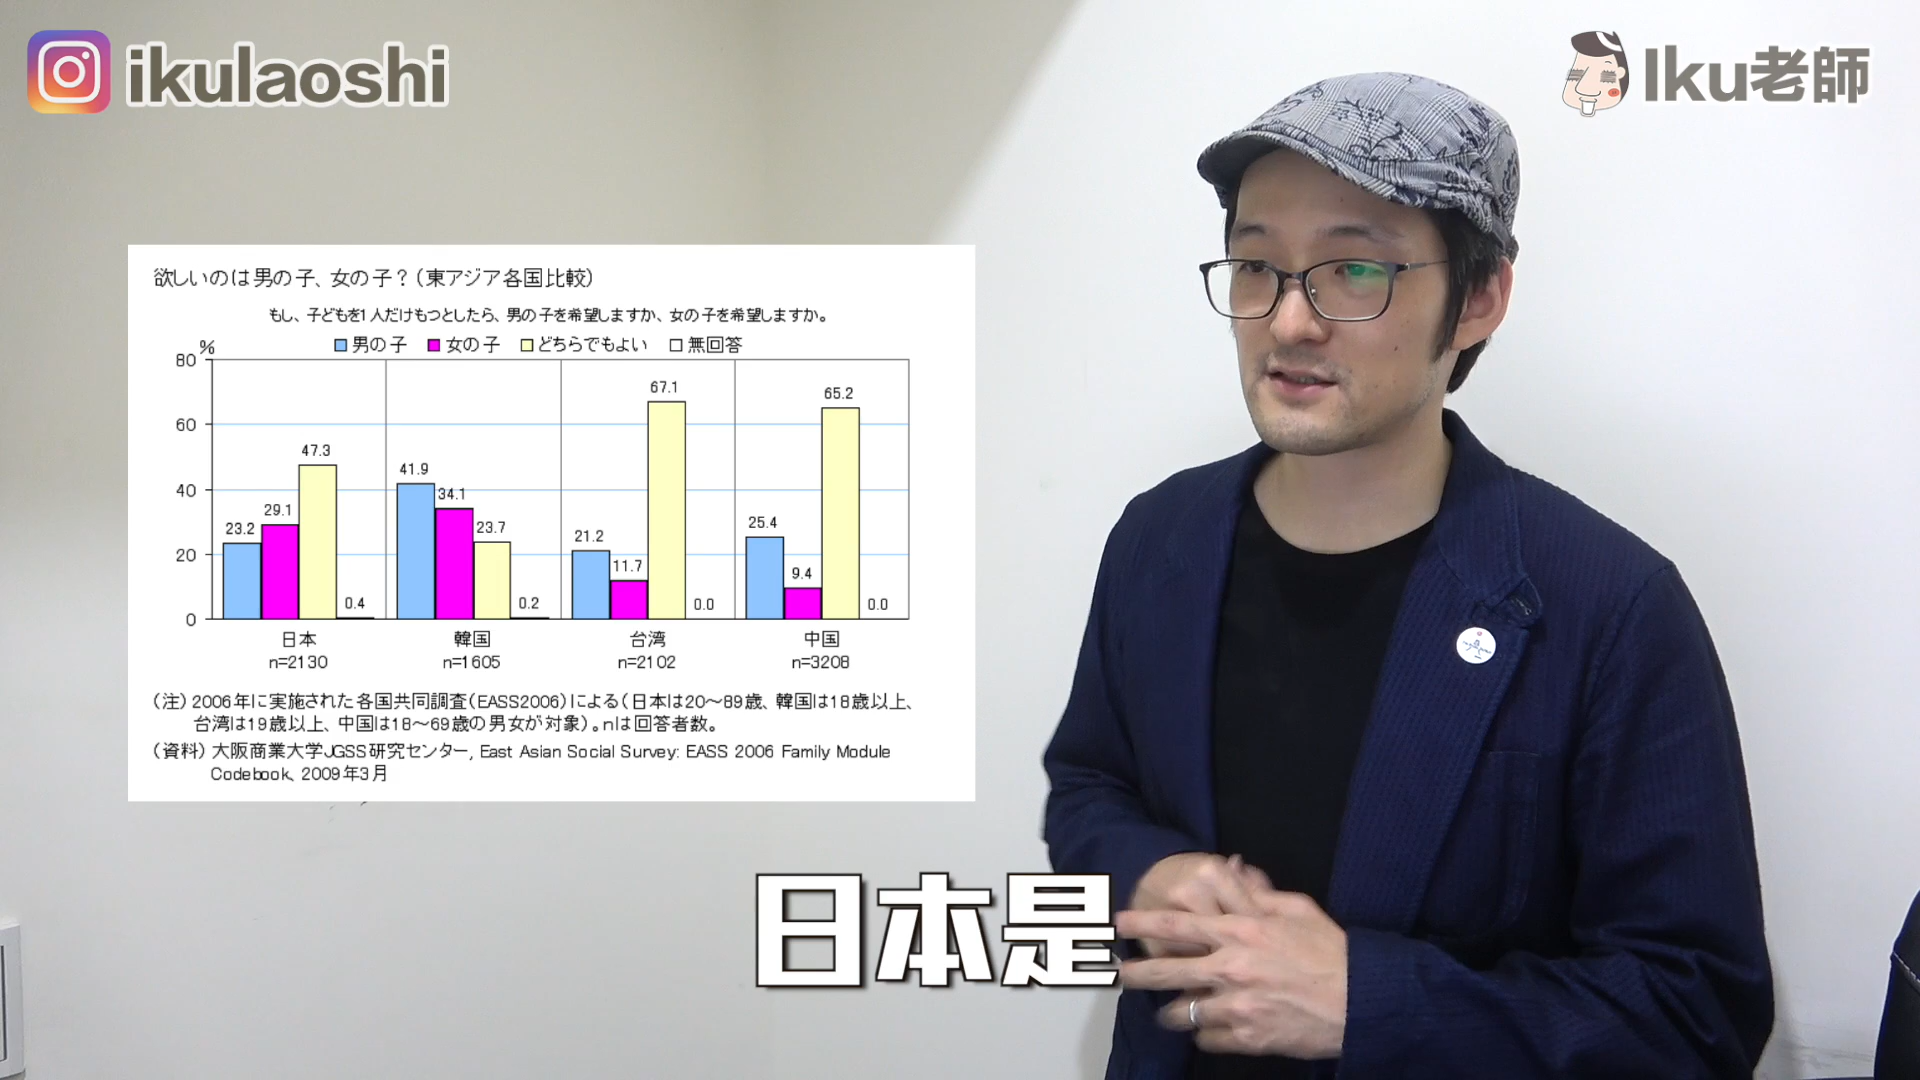 ikulaoshi
Iku老師
欲しいのは男の子、女の子？（東アジア各国比較）
もし、子どもを1人だけもつとしたら、男の子を希望しますか、女の子を希望しますか。
% 男の子 女の子 どちらでもよい 無回答
80
60
40
20
0
23.2 29.1 47.3 0.4
41.9 34.1 23.7 0.2
21.2 11.7 67.1 0.0
25.4 9.4 65.2 0.0
日本 韓国 台湾 中国
n=2130 n=1605 n=2102 n=3208
（注）2006年に実施された各国共同調査（EASS2006）による（日本は20～89歳、韓国は18歳以上、
台湾は19歳以上、中国は18～69歳の男女が対象）。nは回答者数。
（資料）大阪商業大学JGSS研究センター, East Asian Social Survey: EASS 2006 Family Module
Codebook、2009年3月
日本是